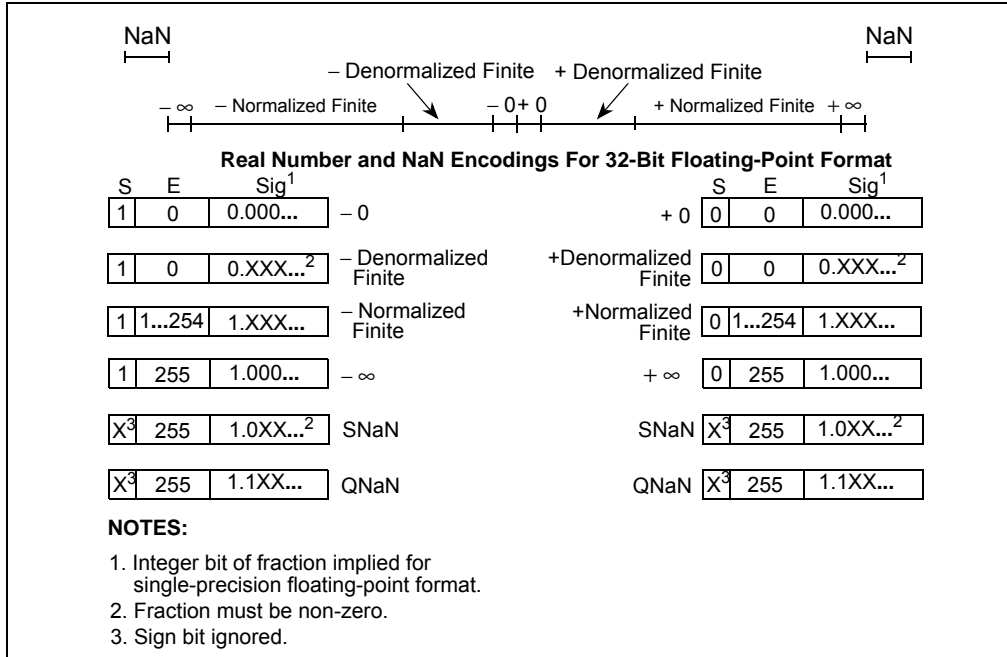 NaN NaN
– Denormalized Finite + Denormalized Finite
– ∞ – Normalized Finite – 0 + 0 + Normalized Finite + ∞
Real Number and NaN Encodings For 32-Bit Floating-Point Format
S E Sig1 S E Sig1
1 0 0.000... – 0 + 0 0 0 0.000...
1 0 0.XXX...2 – Denormalized Finite +Denormalized Finite 0 0 0.XXX...2
1 1...254 1.XXX... – Normalized Finite +Normalized Finite 0 1...254 1.XXX...
1 255 1.000... – ∞ + ∞ 0 255 1.000...
X3 255 1.0XX...2 SNaN SNaN X3 255 1.0XX...2
X3 255 1.1XX... QNaN QNaN X3 255 1.1XX...
NOTES:
1. Integer bit of fraction implied for
single-precision floating-point format.
2. Fraction must be non-zero.
3. Sign bit ignored.